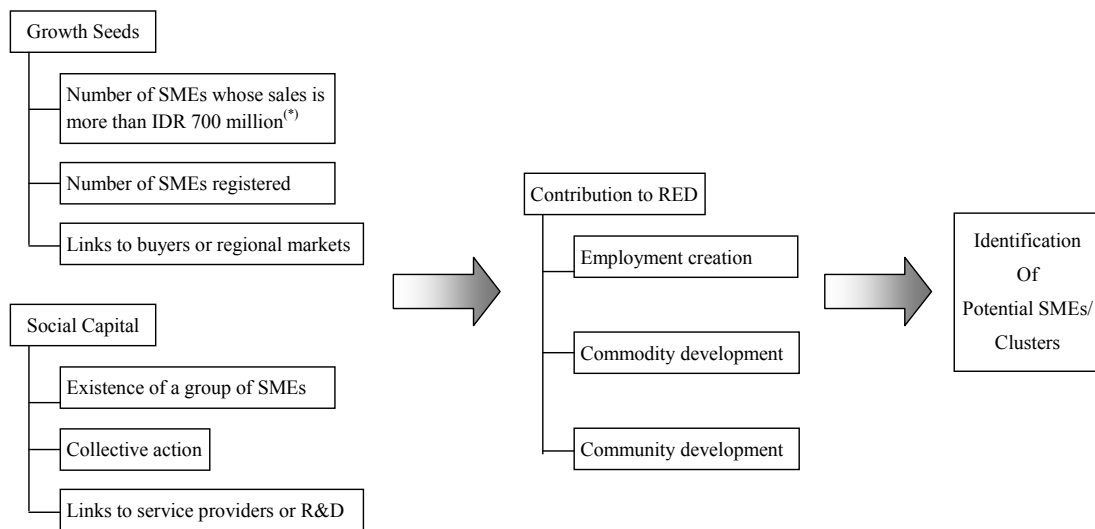 Growth Seeds
Number of SMEs whose sales is
more than IDR 700 million(*)
Number of SMEs registered
Links to buyers or regional markets
Social Capital
Existence of a group of SMEs
Collective action
Links to service providers or R&D
Contribution to RED
Employment creation
Commodity development
Community development
Identification
Of
Potential SMEs/
Clusters